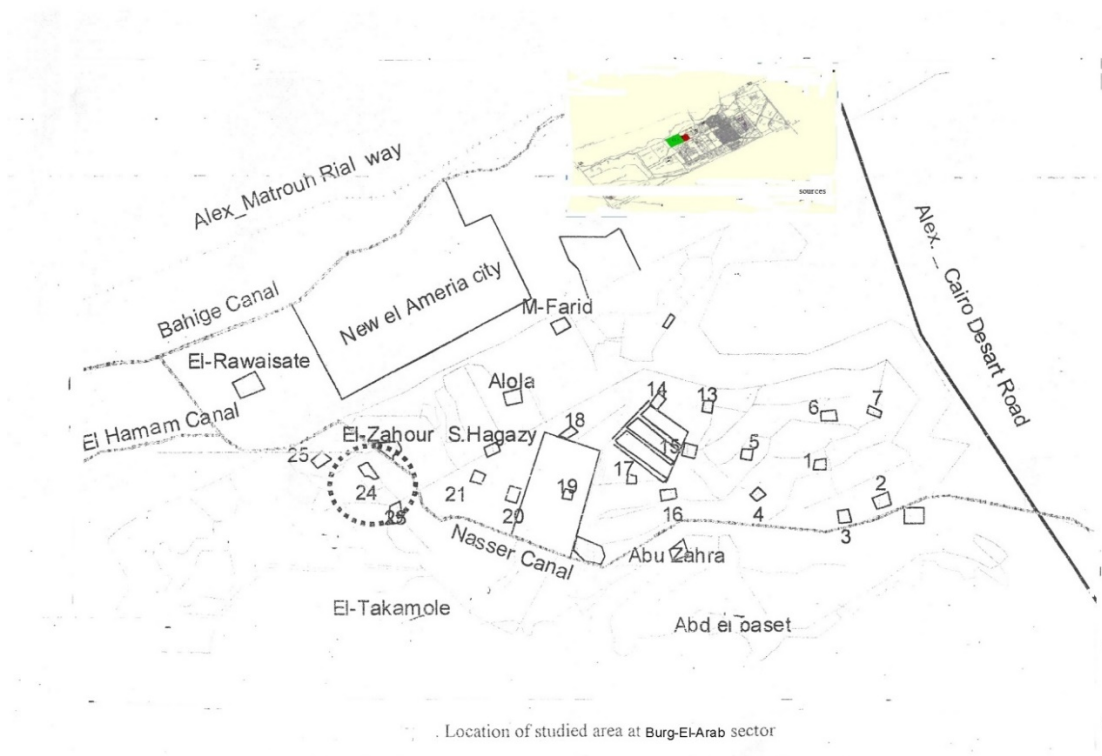 sources
Alex_Matrouh Rial way
Alex. _ Cairo Desart Road
New el Ameria city
Bahige Canal
M-Farid
El-Rawaisate
Alola
14
13
6
7
El Hamam Canal
El-Zahour
S.Hagazy
18
25
24
15
5
1
17
21
19
20
16
4
2
3
Nasser Canal
Abu Zahra
El-Takamole
Abd el baset
. Location of studied area at Burg-El-Arab sector